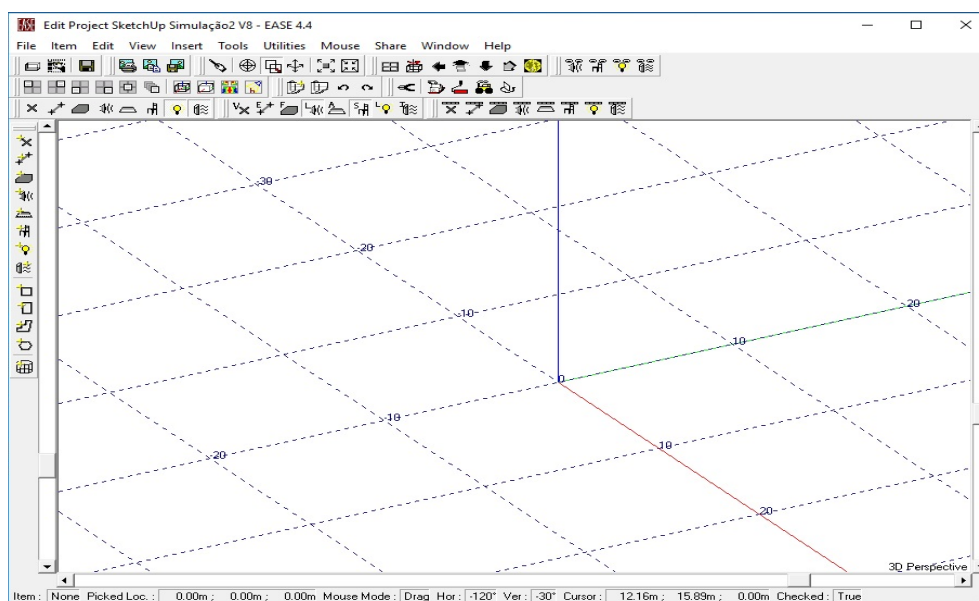 Edit Project SketchUp Simulação2 V8 - EASE 4.4
File Item Edit View Insert Tools Utilities Mouse Share Window Help
-30
-20
20
-10
10
0
-10
10
-20
20
3D Perspective
Item : None Picked Loc. : 0.00m ; 0.00m ; 0.00m Mouse Mode : Drag Hor : -120° Ver : -30° Cursor : 12.16m ; 15.89m ; 0.00m Checked : True